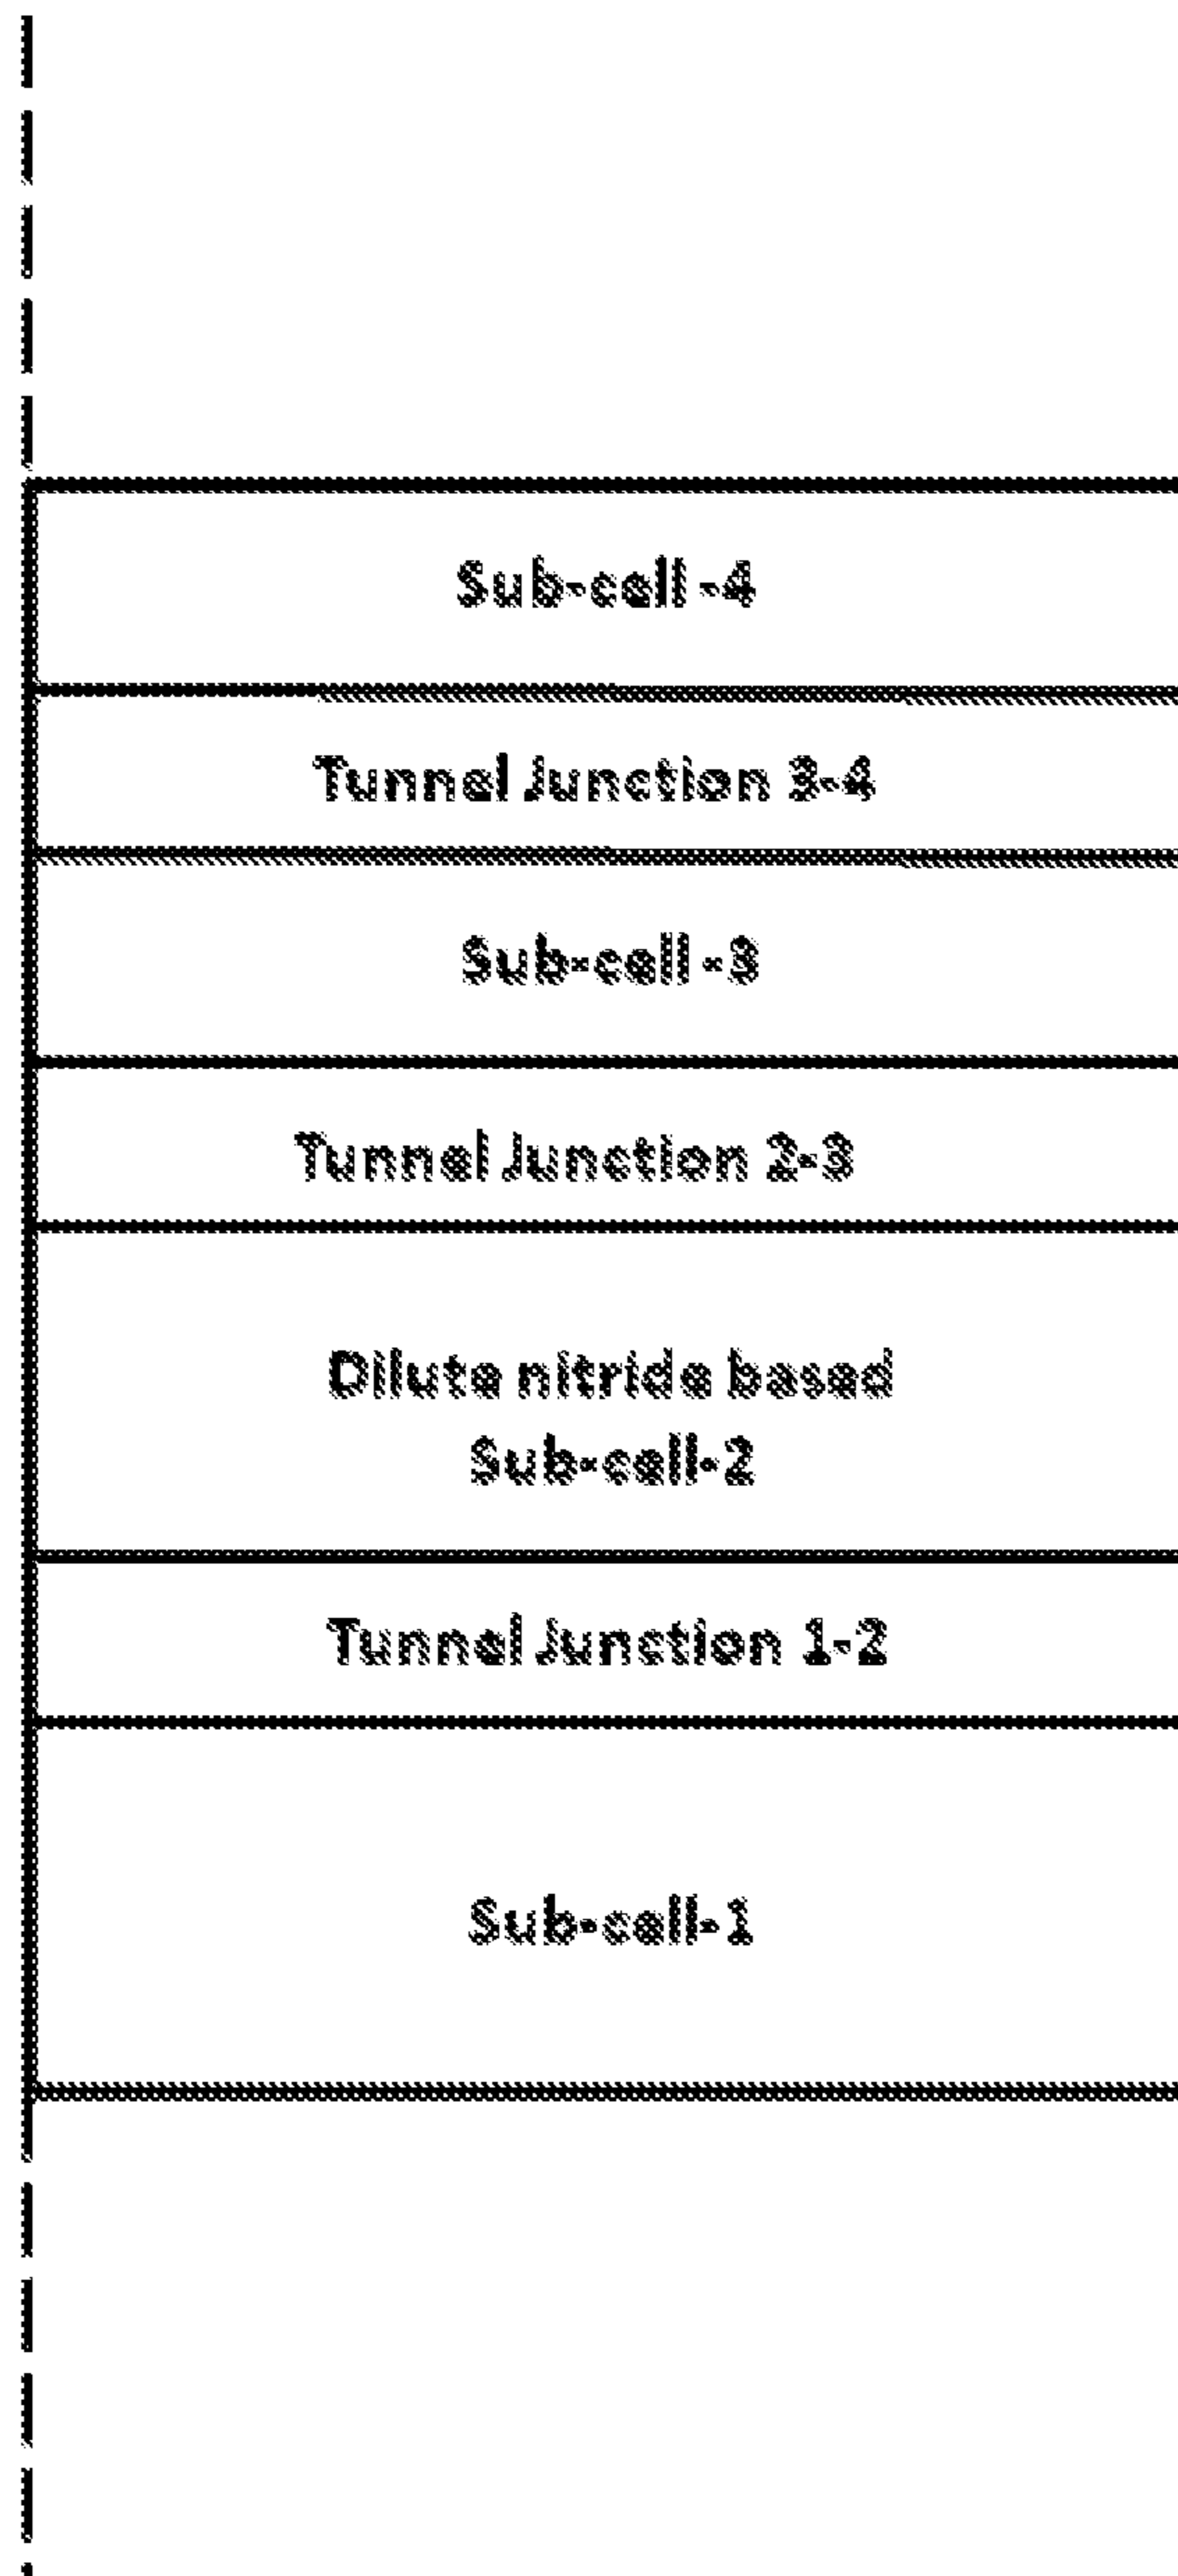 Sub-cell -4
Tunnel Junction 3-4
Sub-cell -3
Tunnel Junction 2-3
Dilute nitride based
Sub-cell-2
Tunnel Junction 1-2
Sub-cell-1